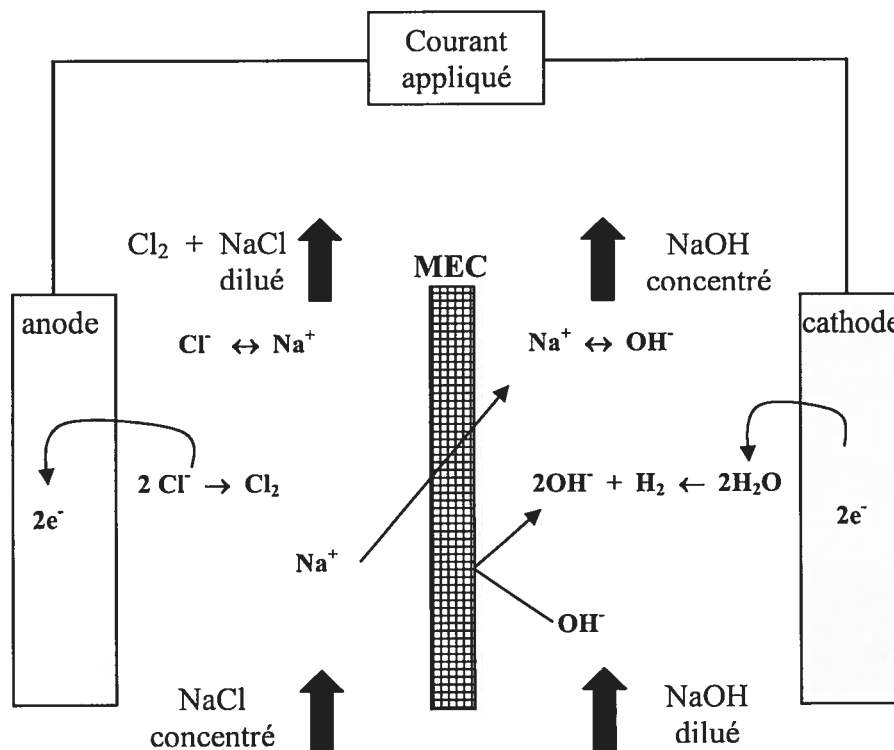 Courant
appliqué
Cl₂ + NaCl
dilué
NaOH
concentré
MEC
anode
cathode
Cl⁻ ↔ Na⁺
Na⁺ ↔ OH⁻
2 Cl⁻ → Cl₂
2OH⁻ + H₂ ← 2H₂O
2e⁻
2e⁻
Na⁺
OH⁻
NaCl
concentré
NaOH
dilué